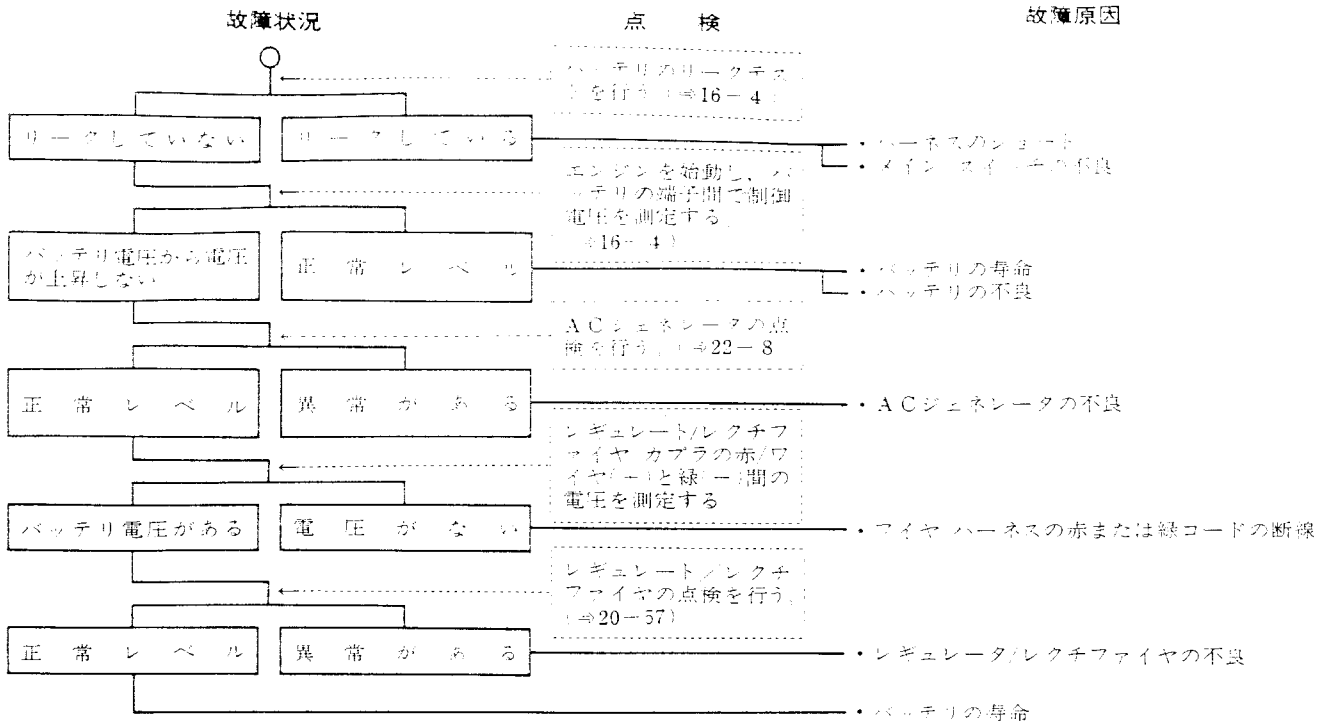 故障状況
点 検
故障原因
バッテリのリークテス
トを行う（⇒16－4）
リークしていない
リークしている
・ハーネスのショート
・メイン スイッチの不良
エンジンを始動し、バ
ッテリの端子間で制御
電圧を測定する
⇒16－4）
バッテリ電圧から電圧
が上昇しない
正常レベル
・バッテリの寿命
・バッテリの不良
ACジェネレータの点
検を行う。（⇒22－8
正常レベル
異常がある
・ACジェネレータの不良
レギュレート/レクチフ
ァイヤ カプラの赤/ワ
イヤ(＋)と緑(－)間の
電圧を測定する
バッテリ電圧がある
電圧がない
・ワイヤ ハーネスの赤または緑コードの断線
レギュレート/レクチ
ファイヤの点検を行う。
（⇒20－57）
正常レベル
異常がある
・レギュレータ/レクチファイヤの不良
・バッテリの寿命